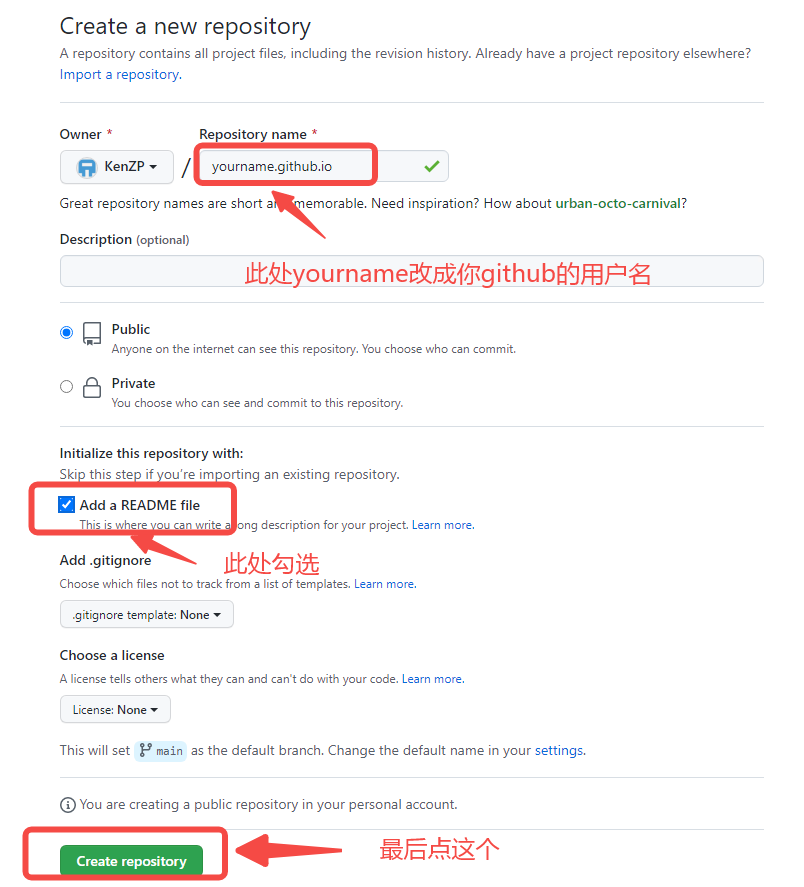 Create a new repository
A repository contains all project files, including the revision history. Already have a project repository elsewhere?
Import a repository.
Owner *
Repository name *
KenZP
/
yourname.github.io
Great repository names are short and memorable. Need inspiration? How about urban-octo-carnival?
Description (optional)
此处yourname改成你github的用户名
Public
Anyone on the internet can see this repository. You choose who can commit.
Private
You choose who can see and commit to this repository.
Initialize this repository with:
Skip this step if you're importing an existing repository.
Add a README file
This is where you can write a long description for your project. Learn more.
此处勾选
Add .gitignore
Choose which files not to track from a list of templates. Learn more.
.gitignore template: None
Choose a license
A license tells others what they can and can't do with your code. Learn more.
License: None
This will set main as the default branch. Change the default name in your settings.
You are creating a public repository in your personal account.
最后点这个
Create repository